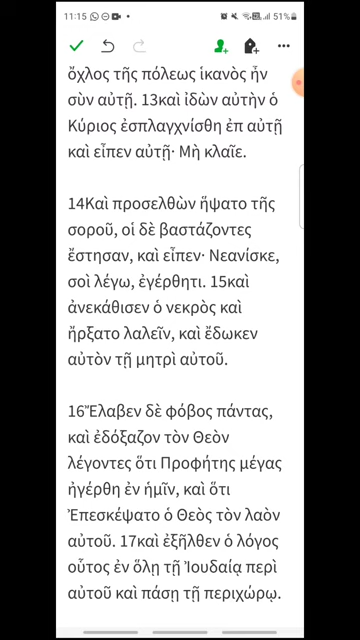 11:15
51%
ὄχλος τῆς πόλεως ἱκανὸς ἦν
σὺν αὐτῇ. 13καὶ ἰδὼν αὐτὴν ὁ
Κύριος ἐσπλαγχνίσθη ἐπ αὐτῇ
καὶ εἶπεν αὐτῇ· Μὴ κλαῖε.
14Καὶ προσελθὼν ἥψατο τῆς
σοροῦ, οἱ δὲ βαστάζοντες
ἔστησαν, καὶ εἶπεν· Νεανίσκε,
σοὶ λέγω, ἐγέρθητι. 15καὶ
ἀνεκάθισεν ὁ νεκρὸς καὶ
ἤρξατο λαλεῖν, καὶ ἔδωκεν
αὐτὸν τῇ μητρὶ αὐτοῦ.
16Ἔλαβεν δὲ φόβος πάντας,
καὶ ἐδόξαζον τὸν Θεὸν
λέγοντες ὅτι Προφήτης μέγας
ἠγέρθη ἐν ἡμῖν, καὶ ὅτι
Ἐπεσκέψατο ὁ Θεὸς τὸν λαὸν
αὐτοῦ. 17καὶ ἐξῆλθεν ὁ λόγος
οὗτος ἐν ὅλῃ τῇ Ἰουδαίᾳ περὶ
αὐτοῦ καὶ πάσῃ τῇ περιχώρῳ.